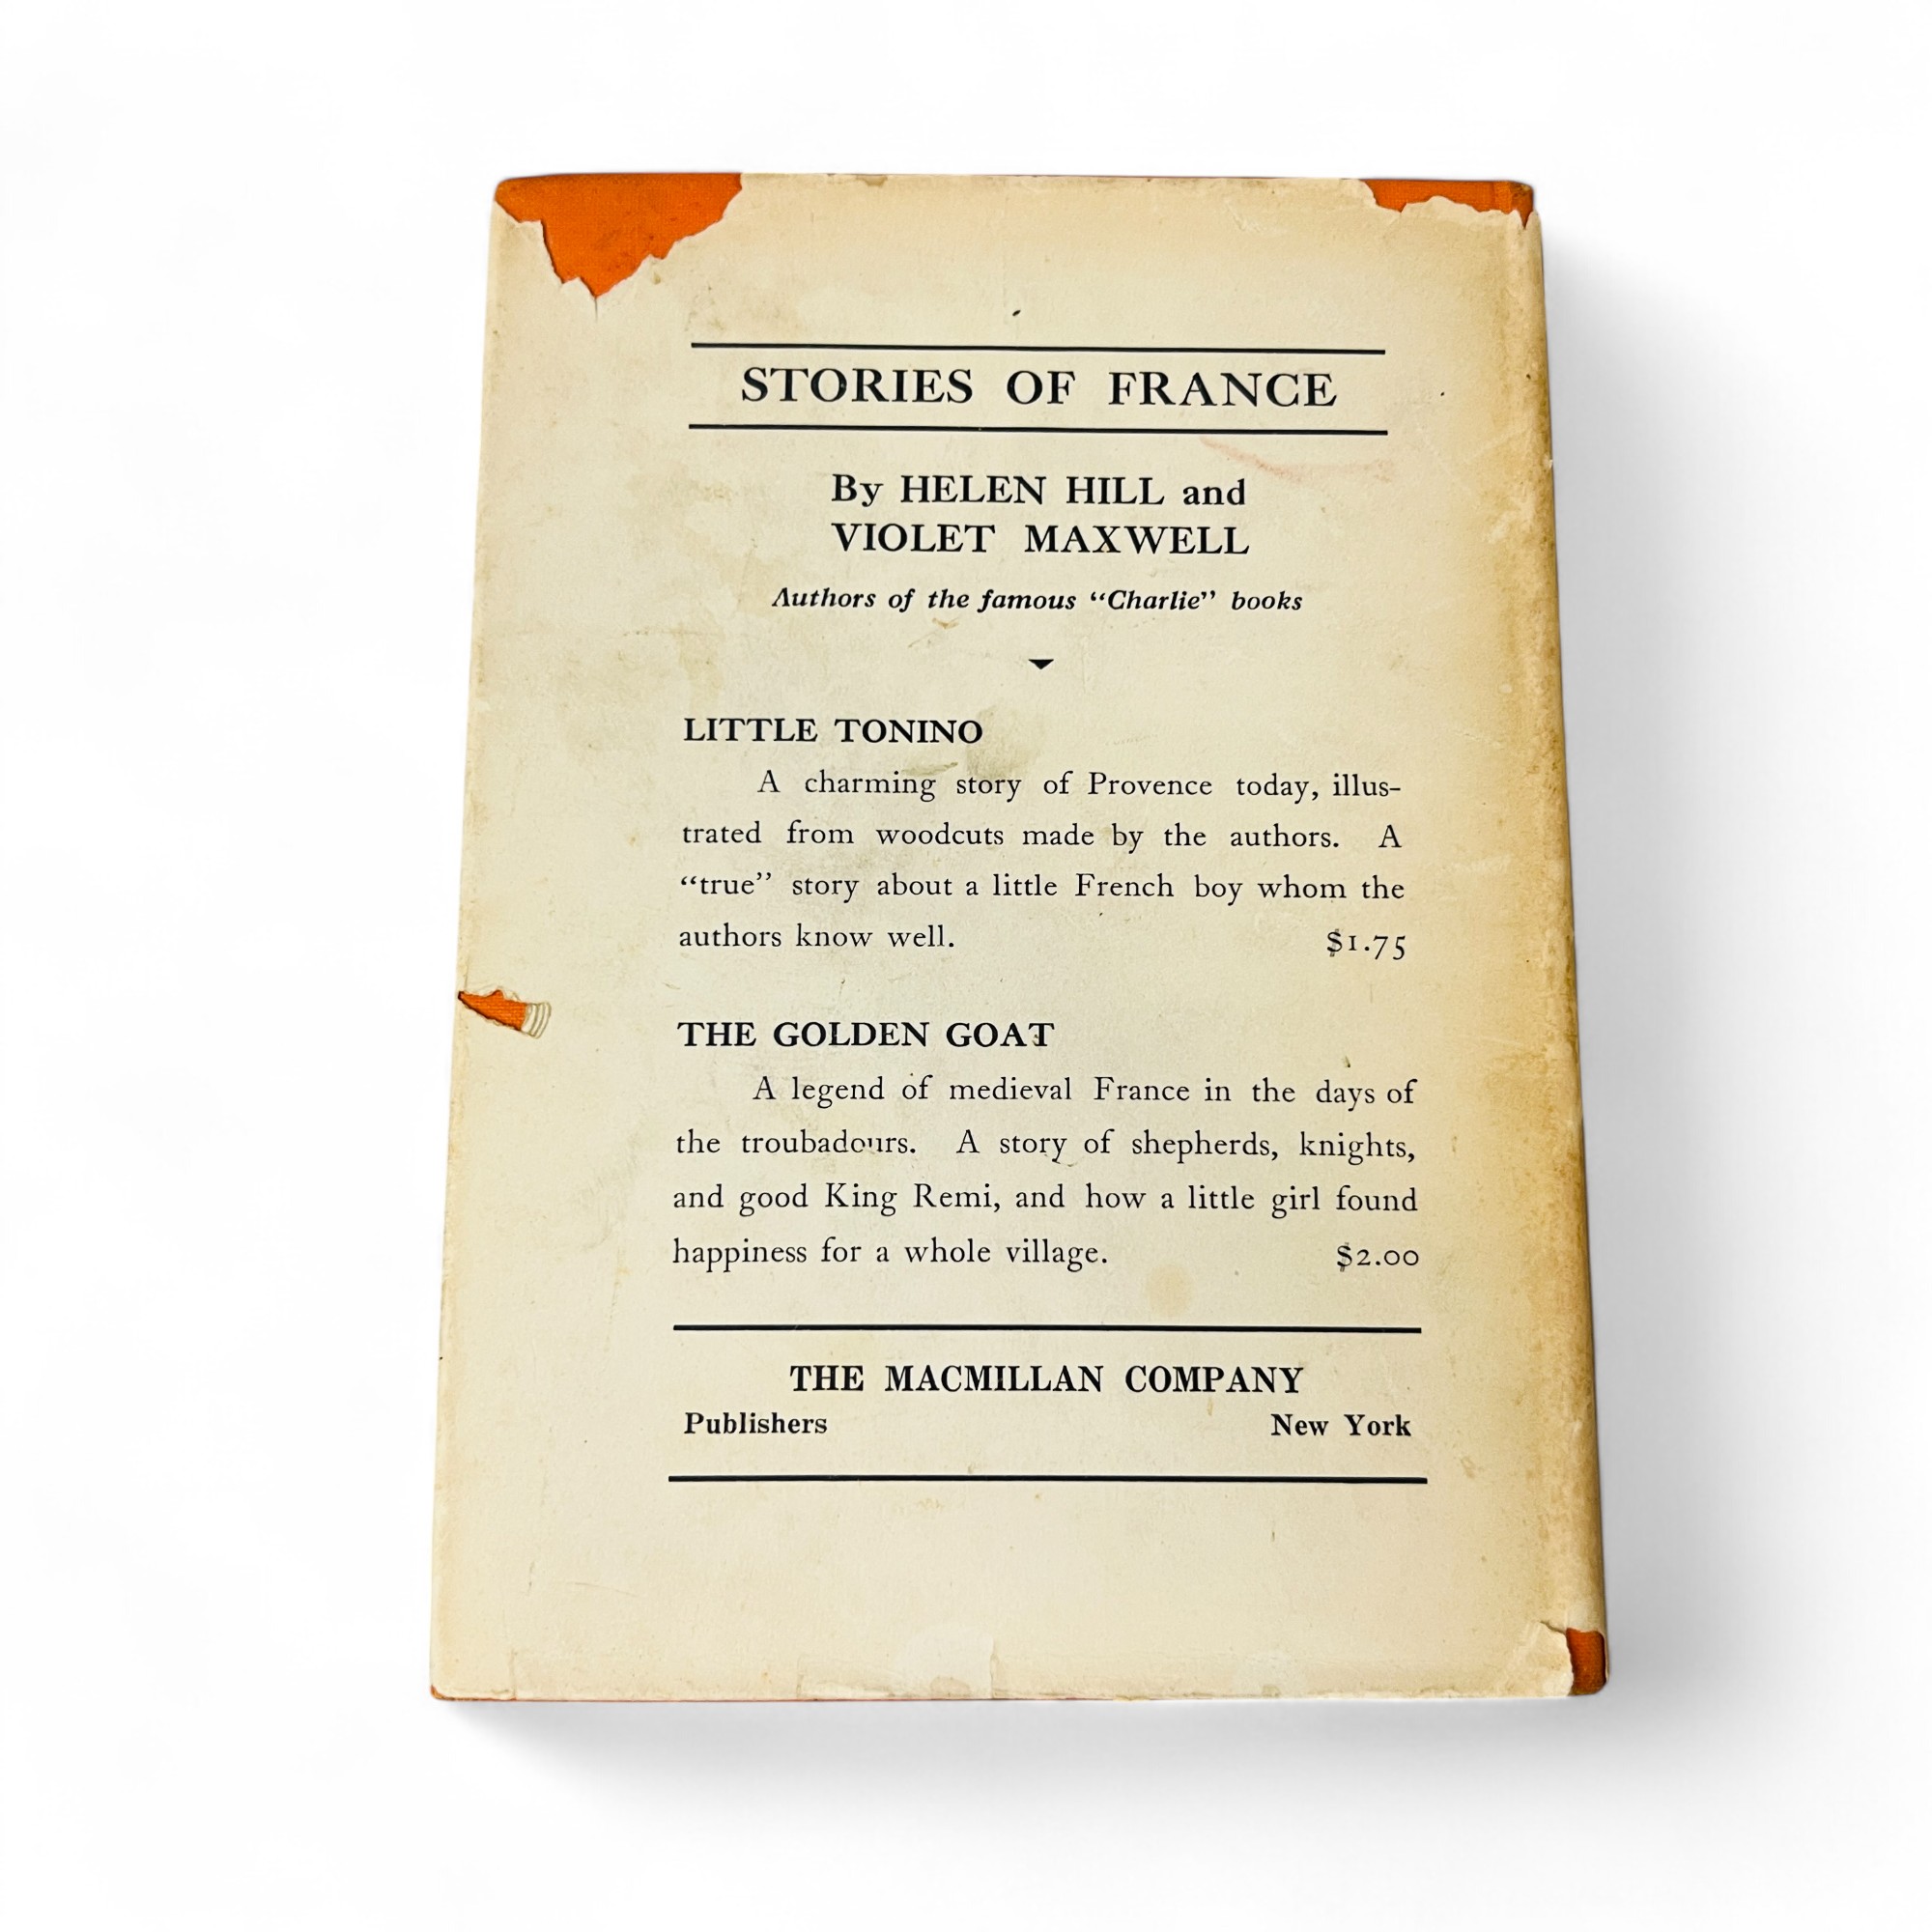 STORIES OF FRANCE
By HELEN HILL and
VIOLET MAXWELL
Authors of the famous “Charlie” books
LITTLE TONINO
A charming story of Provence today, illus-
trated from woodcuts made by the authors. A
“true” story about a little French boy whom the
authors know well. $1.75
THE GOLDEN GOAT
A legend of medieval France in the days of
the troubadours. A story of shepherds, knights,
and good King Remi, and how a little girl found
happiness for a whole village. $2.00
THE MACMILLAN COMPANY
Publishers New York